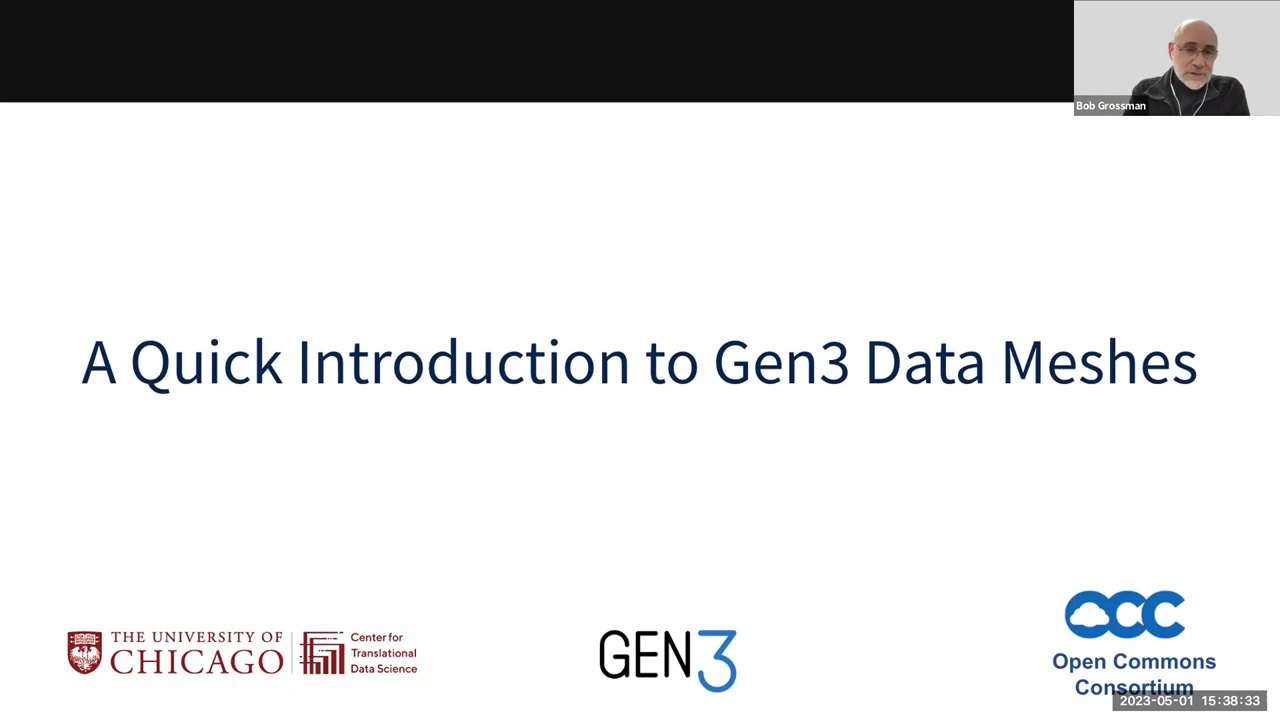 Bob Grossman
A Quick Introduction to Gen3 Data Meshes
THE UNIVERSITY OF
CHICAGO
Center for
Translational
Data Science
GEN3
OCC
Open Commons
Consortium
2023-05-01 15:38:33